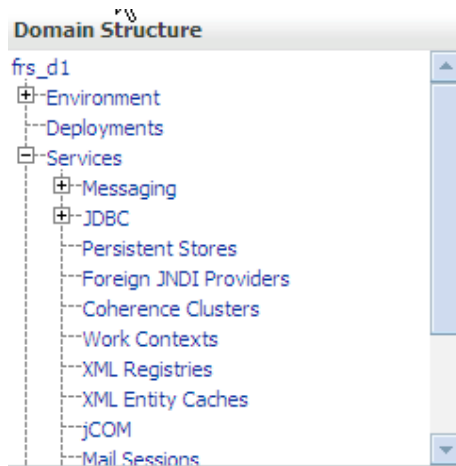 Domain Structure
frs_d1
Environment
Deployments
Services
Messaging
JDBC
Persistent Stores
Foreign JNDI Providers
Coherence Clusters
Work Contexts
XML Registries
XML Entity Caches
jCOM
Mail Sessions